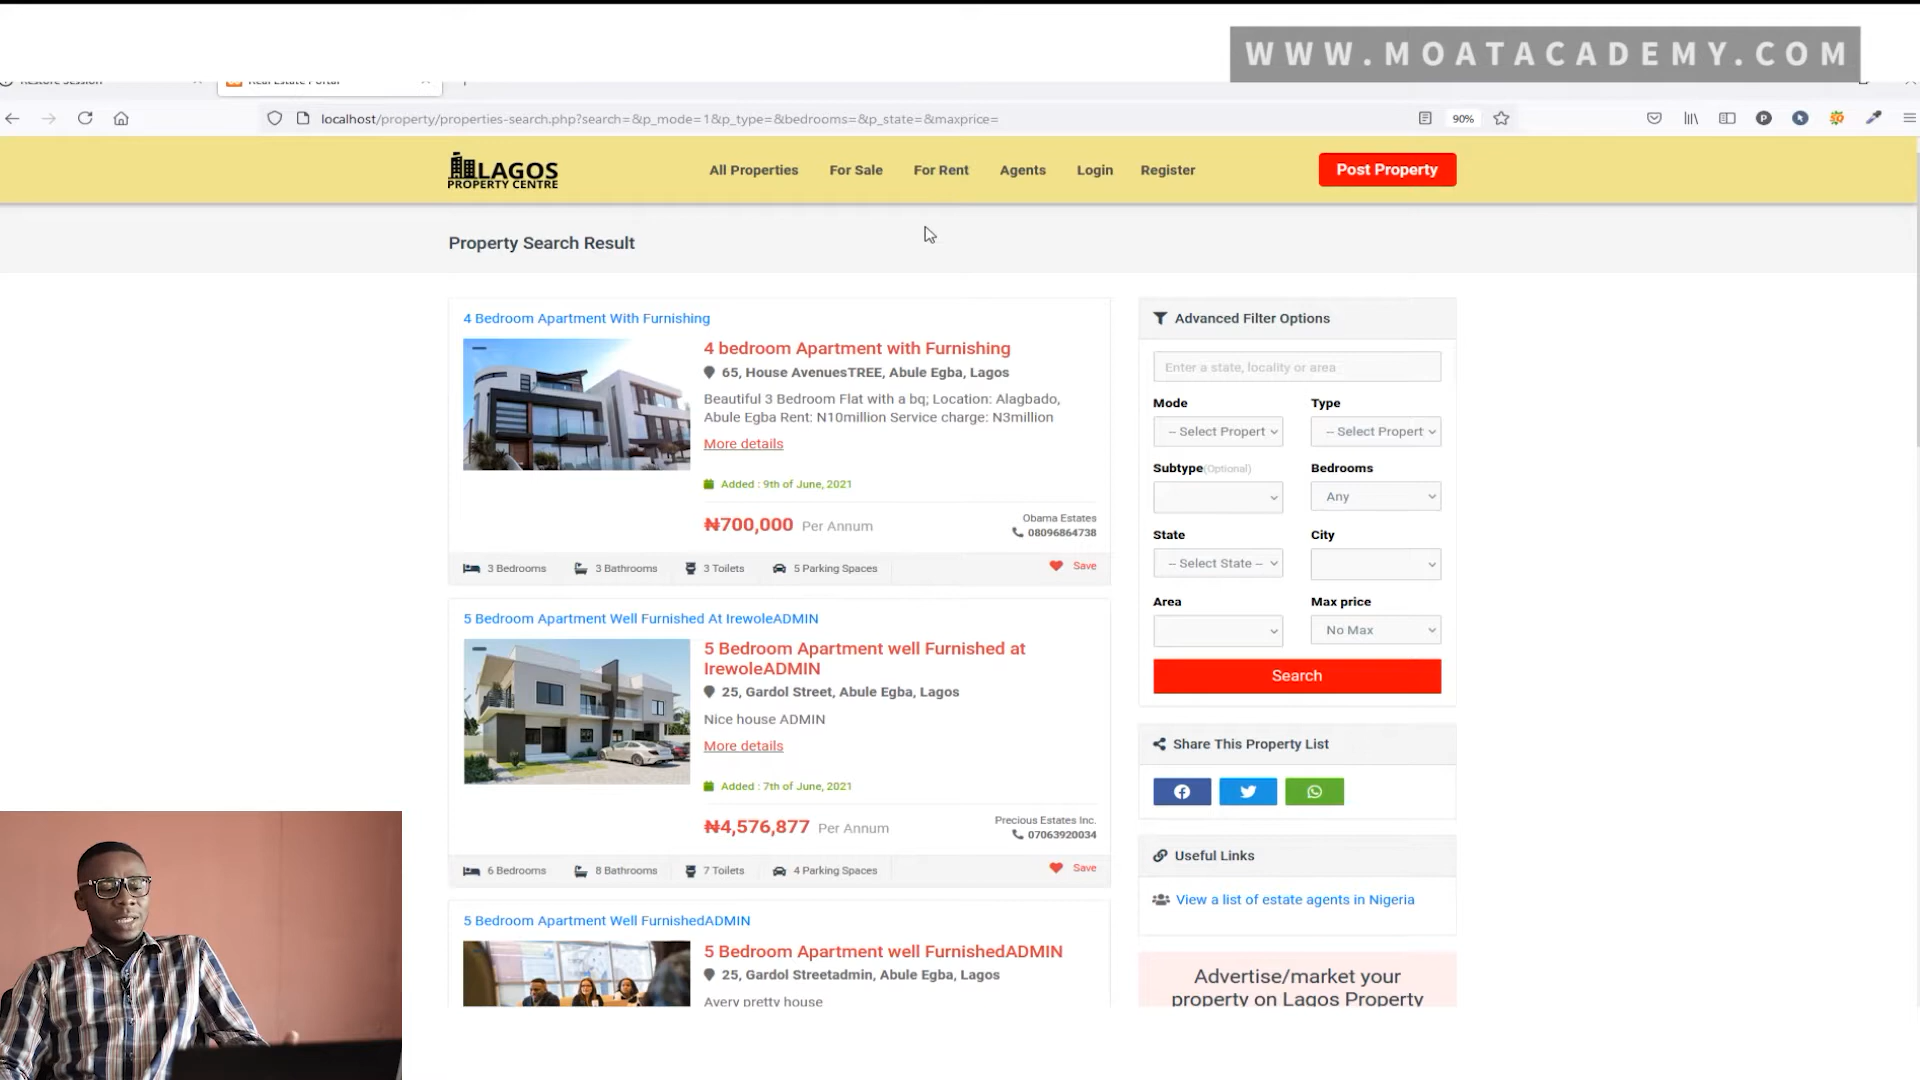 WWW.MOATACADEMY.COM
Restore Session
Real Estate Portal
localhost/property/properties-search.php?search=&p_mode=1&p_type=&bedrooms=&p_state=&maxprice=
90%
LAGOS
PROPERTY CENTRE
All Properties
For Sale
For Rent
Agents
Login
Register
Post Property
Property Search Result
4 Bedroom Apartment With Furnishing
4 bedroom Apartment with Furnishing
65, House AvenuesTREE, Abule Egba, Lagos
Beautiful 3 Bedroom Flat with a bq; Location: Alagbado,
Abule Egba Rent: N10million Service charge: N3million
More details
Added : 9th of June, 2021
₦700,000 Per Annum
Obama Estates
08096864738
3 Bedrooms
3 Bathrooms
3 Toilets
5 Parking Spaces
Save
5 Bedroom Apartment Well Furnished At IrewoleADMIN
5 Bedroom Apartment well Furnished at
IrewoleADMIN
25, Gardol Street, Abule Egba, Lagos
Nice house ADMIN
More details
Added : 7th of June, 2021
₦4,576,877 Per Annum
Precious Estates Inc.
07063920034
6 Bedrooms
8 Bathrooms
7 Toilets
4 Parking Spaces
Save
5 Bedroom Apartment Well FurnishedADMIN
5 Bedroom Apartment well FurnishedADMIN
25, Gardol Streetadmin, Abule Egba, Lagos
Avery pretty house
Advanced Filter Options
Enter a state, locality or area
Mode
Type
-- Select Propert
-- Select Propert
Subtype(Optional)
Bedrooms
Any
State
City
-- Select State --
Area
Max price
No Max
Search
Share This Property List
Useful Links
View a list of estate agents in Nigeria
Advertise/market your
property on Lagos Property